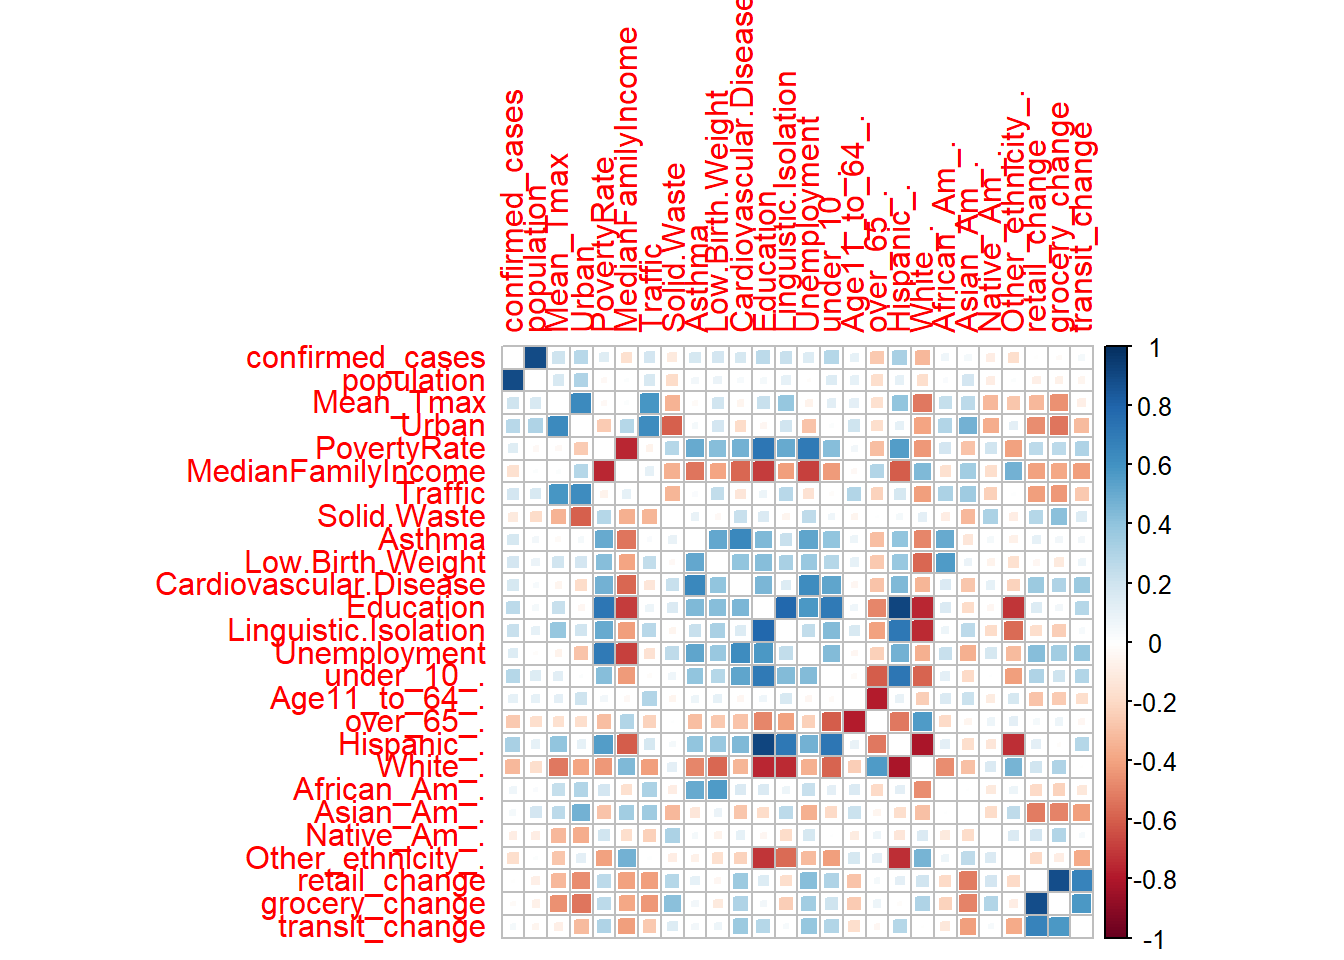 confirmed_cases
population
Mean_Tmax
Urban
PovertyRate
MedianFamilyIncome
Traffic
Solid.Waste
Asthma
Low.Birth.Weight
Cardiovascular.Disease
Education
Linguistic.Isolation
Unemployment
under_10_.
Age11_to_64_.
over_65_.
Hispanic_.
White_.
African_Am_.
Asian_Am_.
Native_Am_.
Other_ethnicity_.
retail_change
grocery_change
transit_change
confirmed_cases
population
Mean_Tmax
Urban
PovertyRate
MedianFamilyIncome
Traffic
Solid.Waste
Asthma
Low.Birth.Weight
Cardiovascular.Disease
Education
Linguistic.Isolation
Unemployment
under_10_.
Age11_to_64_.
over_65_.
Hispanic_.
White_.
African_Am_.
Asian_Am_.
Native_Am_.
Other_ethnicity_.
retail_change
grocery_change
transit_change
1
0.8
0.6
0.4
0.2
0
-0.2
-0.4
-0.6
-0.8
-1